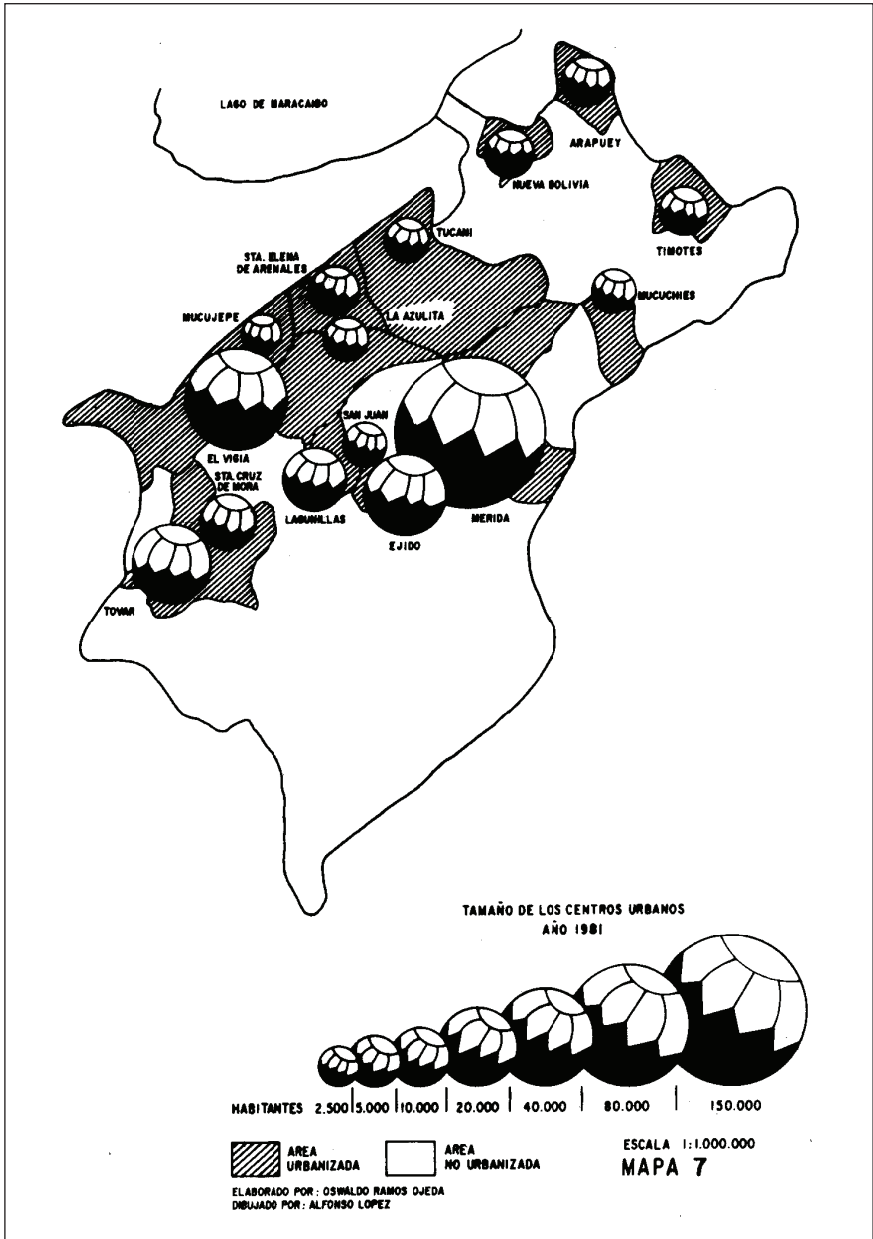 LAGO DE MARACAIBO
ARAPUEY
NUEVA BOLIVIA
TIMOTES
TUCANI
STA. ELENA
DE ARENALES
MUCUCHIES
MUCUJEPE
LA AZULITA
SAN JUAN
EL VIGIA
STA. CRUZ
DE MORA
LAGUNILLAS
MERIDA
EJIDO
TOVAR
TAMAÑO DE LOS CENTROS URBANOS
AÑO 1981
HABITANTES 2.500 5.000 10.000 20.000 40.000 80.000 150.000
AREA
URBANIZADA
AREA
NO URBANIZADA
ESCALA 1:1.000.000
MAPA 7
ELABORADO POR: OSWALDO RAMOS OJEDA
DIBUJADO POR: ALFONSO LOPEZ